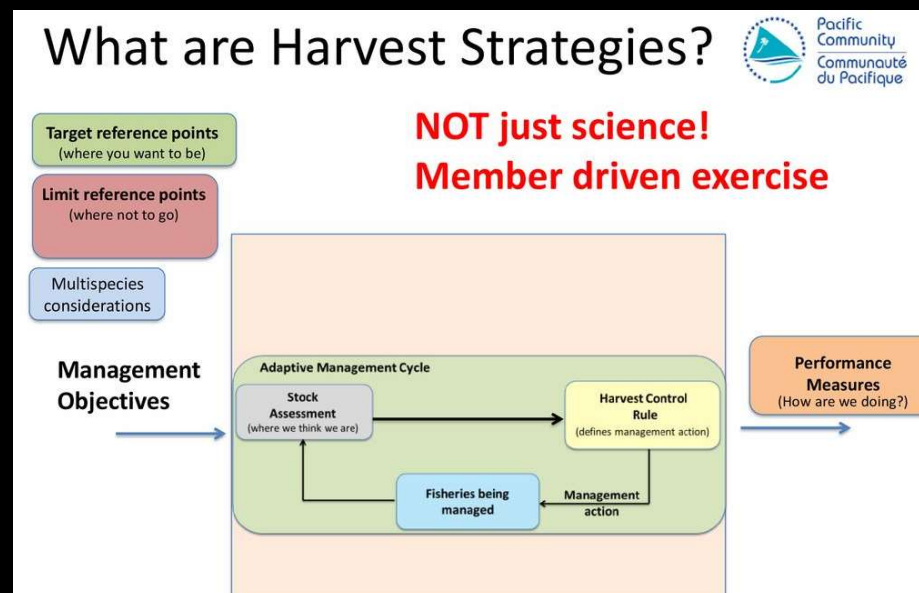 What are Harvest Strategies?
Pacific
Community
Communauté
du Pacifique
Target reference points
(where you want to be)
NOT just science!
Member driven exercise
Limit reference points
(where not to go)
Multispecies
considerations
Management
Objectives
Adaptive Management Cycle
Stock
Assessment
(where we think we are)
Harvest Control
Rule
(defines management action)
Fisheries being
managed
Management
action
Performance
Measures
(How are we doing?)